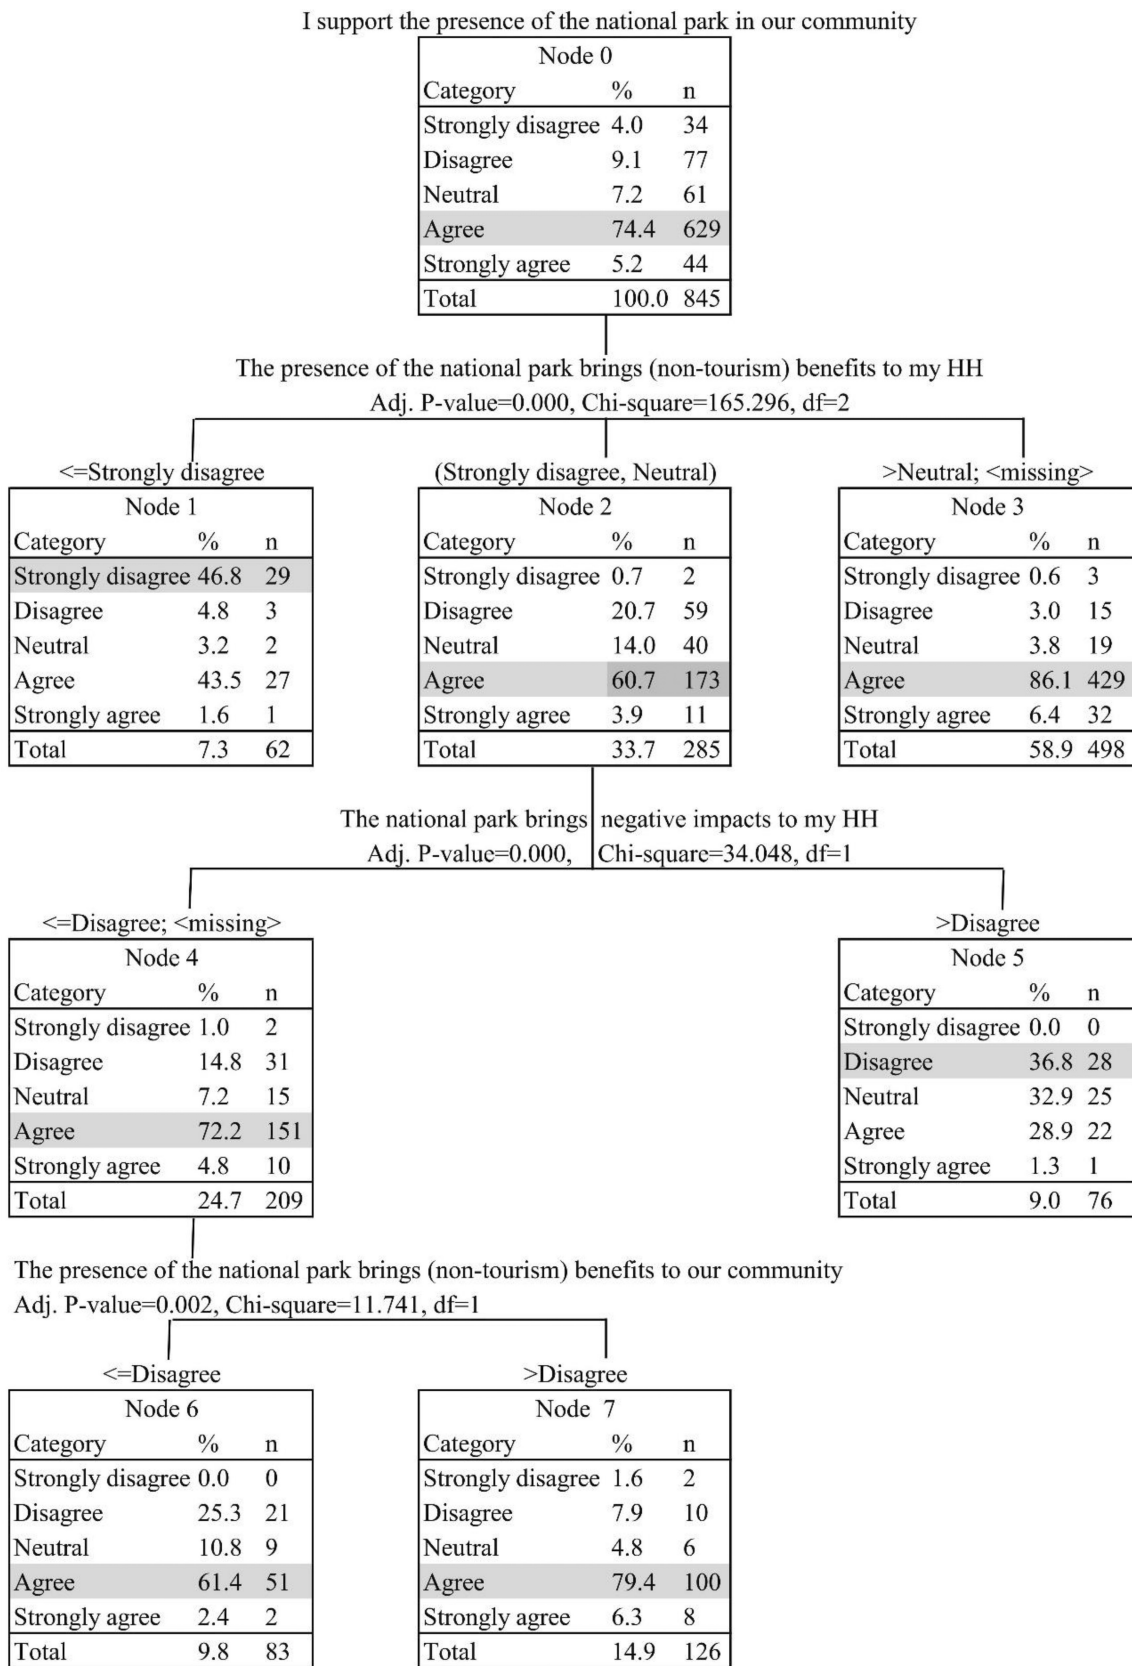 I support the presence of the national park in our community
Node 0
Category % n
Strongly disagree 4.0 34
Disagree 9.1 77
Neutral 7.2 61
Agree 74.4 629
Strongly agree 5.2 44
Total 100.0 845
The presence of the national park brings (non-tourism) benefits to my HH
Adj. P-value=0.000, Chi-square=165.296, df=2
<=Strongly disagree
Node 1
Category % n
Strongly disagree 46.8 29
Disagree 4.8 3
Neutral 3.2 2
Agree 43.5 27
Strongly agree 1.6 1
Total 7.3 62
(Strongly disagree, Neutral)
Node 2
Category % n
Strongly disagree 0.7 2
Disagree 20.7 59
Neutral 14.0 40
Agree 60.7 173
Strongly agree 3.9 11
Total 33.7 285
>Neutral; <missing>
Node 3
Category % n
Strongly disagree 0.6 3
Disagree 3.0 15
Neutral 3.8 19
Agree 86.1 429
Strongly agree 6.4 32
Total 58.9 498
The national park brings negative impacts to my HH
Adj. P-value=0.000, Chi-square=34.048, df=1
<=Disagree; <missing>
Node 4
Category % n
Strongly disagree 1.0 2
Disagree 14.8 31
Neutral 7.2 15
Agree 72.2 151
Strongly agree 4.8 10
Total 24.7 209
>Disagree
Node 5
Category % n
Strongly disagree 0.0 0
Disagree 36.8 28
Neutral 32.9 25
Agree 28.9 22
Strongly agree 1.3 1
Total 9.0 76
The presence of the national park brings (non-tourism) benefits to our community
Adj. P-value=0.002, Chi-square=11.741, df=1
<=Disagree
Node 6
Category % n
Strongly disagree 0.0 0
Disagree 25.3 21
Neutral 10.8 9
Agree 61.4 51
Strongly agree 2.4 2
Total 9.8 83
>Disagree
Node 7
Category % n
Strongly disagree 1.6 2
Disagree 7.9 10
Neutral 4.8 6
Agree 79.4 100
Strongly agree 6.3 8
Total 14.9 126